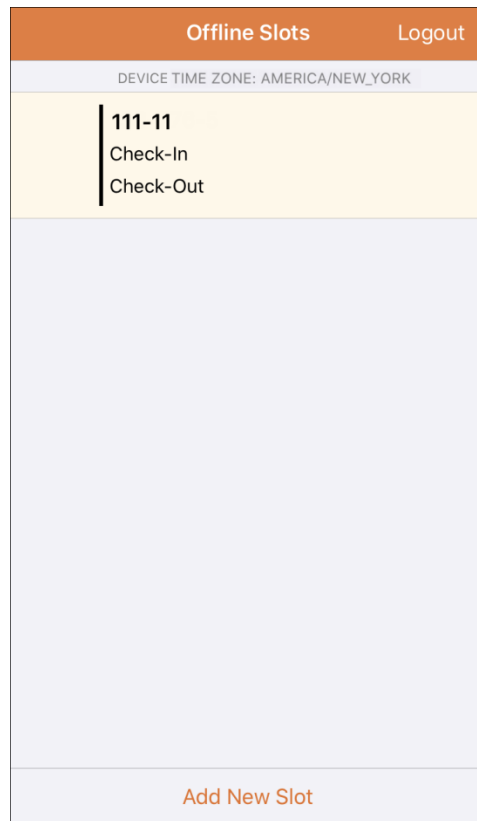 Offline Slots Logout
DEVICE TIME ZONE: AMERICA/NEW_YORK
111-11
Check-In
Check-Out
Add New Slot